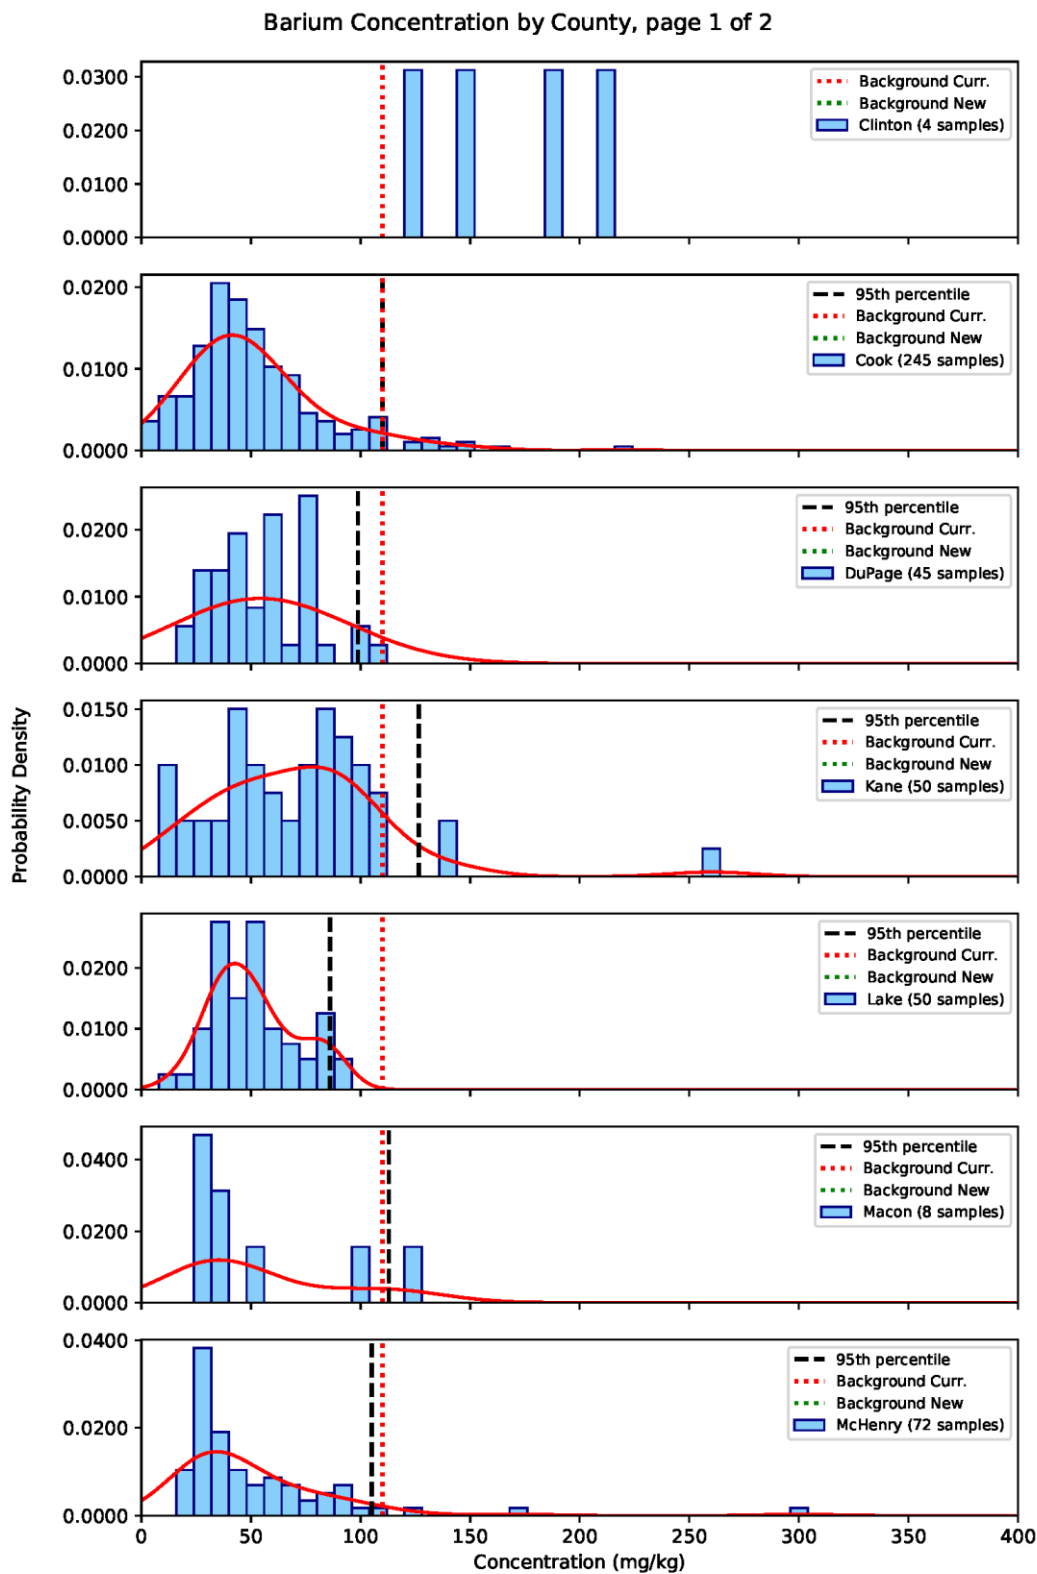 Barium Concentration by County, page 1 of 2
0.0300
0.0200
0.0100
0.0000
Background Curr.
Background New
Clinton (4 samples)
0.0200
0.0100
0.0000
95th percentile
Background Curr.
Background New
Cook (245 samples)
0.0200
0.0100
0.0000
95th percentile
Background Curr.
Background New
DuPage (45 samples)
Probability Density
0.0150
0.0100
0.0050
0.0000
95th percentile
Background Curr.
Background New
Kane (50 samples)
0.0200
0.0100
0.0000
95th percentile
Background Curr.
Background New
Lake (50 samples)
0.0400
0.0200
0.0000
95th percentile
Background Curr.
Background New
Macon (8 samples)
0.0400
0.0200
0.0000
95th percentile
Background Curr.
Background New
McHenry (72 samples)
0 50 100 150 200 250 300 350 400
Concentration (mg/kg)